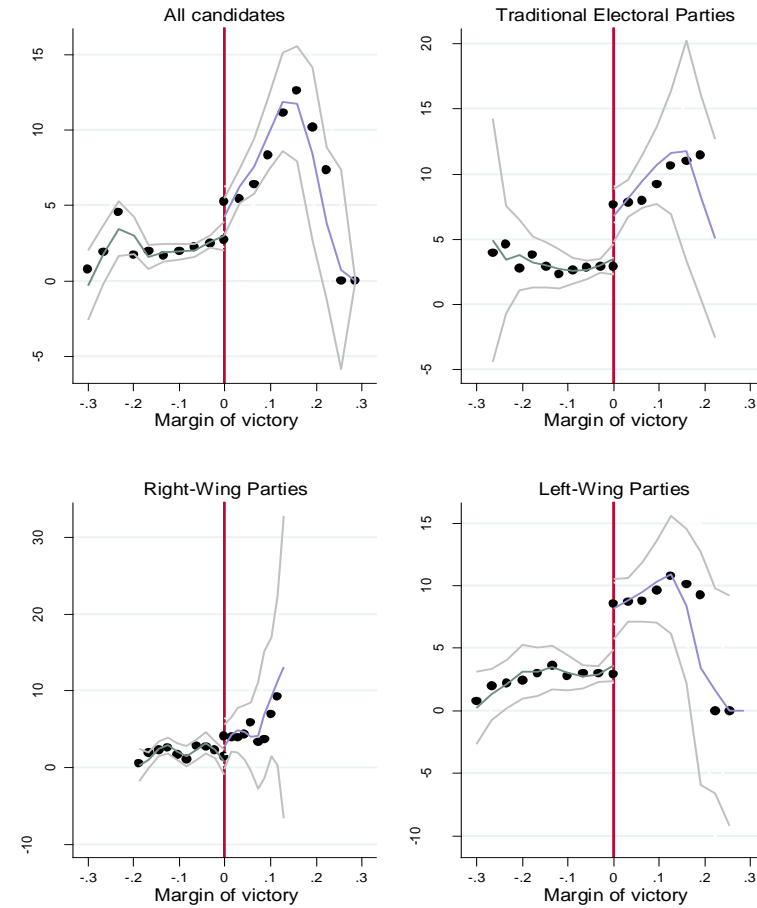 All candidates
15
10
5
0
-5
-.3 -.2 -.1 0 .1 .2 .3
Margin of victory
Traditional Electoral Parties
20
15
10
5
0
-5
-.3 -.2 -.1 0 .1 .2 .3
Margin of victory
Right-Wing Parties
30
20
10
0
-10
-.3 -.2 -.1 0 .1 .2 .3
Margin of victory
Left-Wing Parties
15
10
5
0
-5
-10
-.3 -.2 -.1 0 .1 .2 .3
Margin of victory